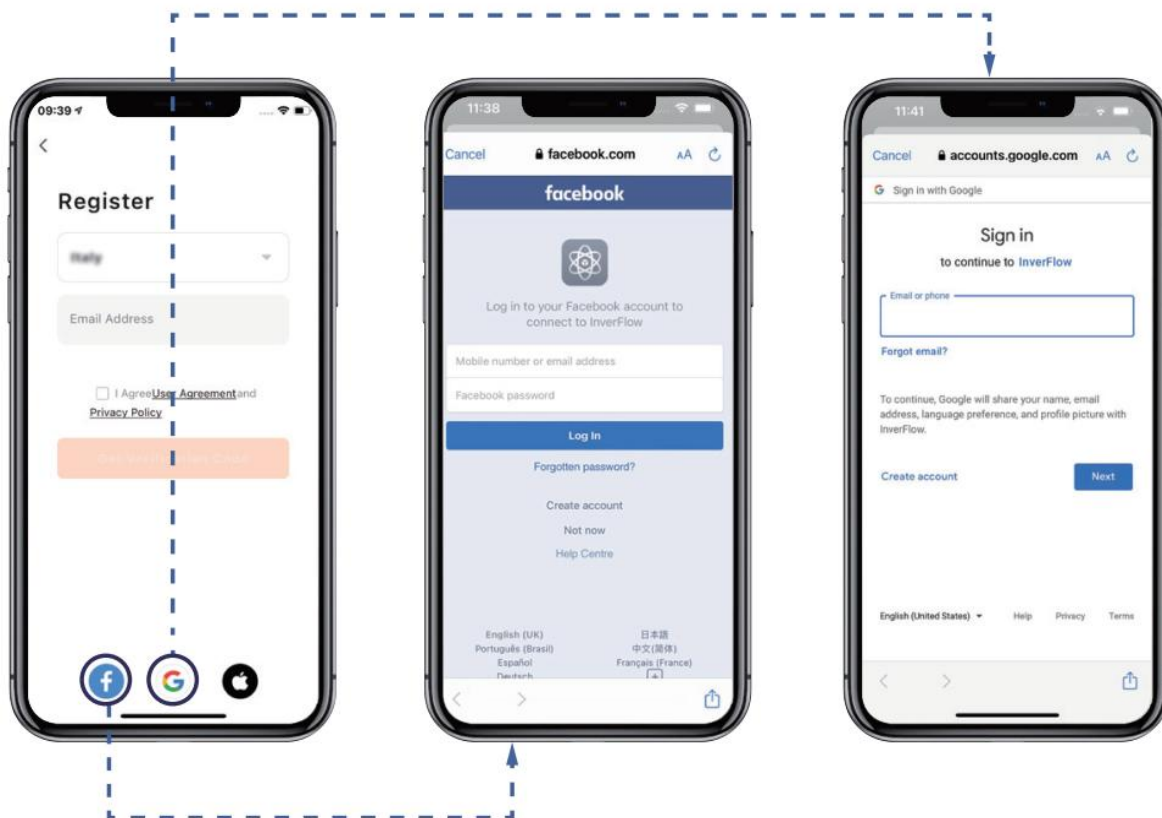 09:39
Register
Italy
Email Address
I Agree User Agreement and
Privacy Policy
Get Verification Code
11:38
Cancel
facebook.com
AA
facebook
Log in to your Facebook account to
connect to InverFlow
Mobile number or email address
Facebook password
Log In
Forgotten password?
Create account
Not now
Help Centre
English (UK)
日本語
Português (Brasil)
中文(简体)
Español
Français (France)
Deutsch
11:41
Cancel
accounts.google.com
AA
Sign in with Google
Sign in
to continue to InverFlow
Email or phone
Forgot email?
To continue, Google will share your name, email
address, language preference, and profile picture with
InverFlow.
Create account
Next
English (United States)
Help
Privacy
Terms